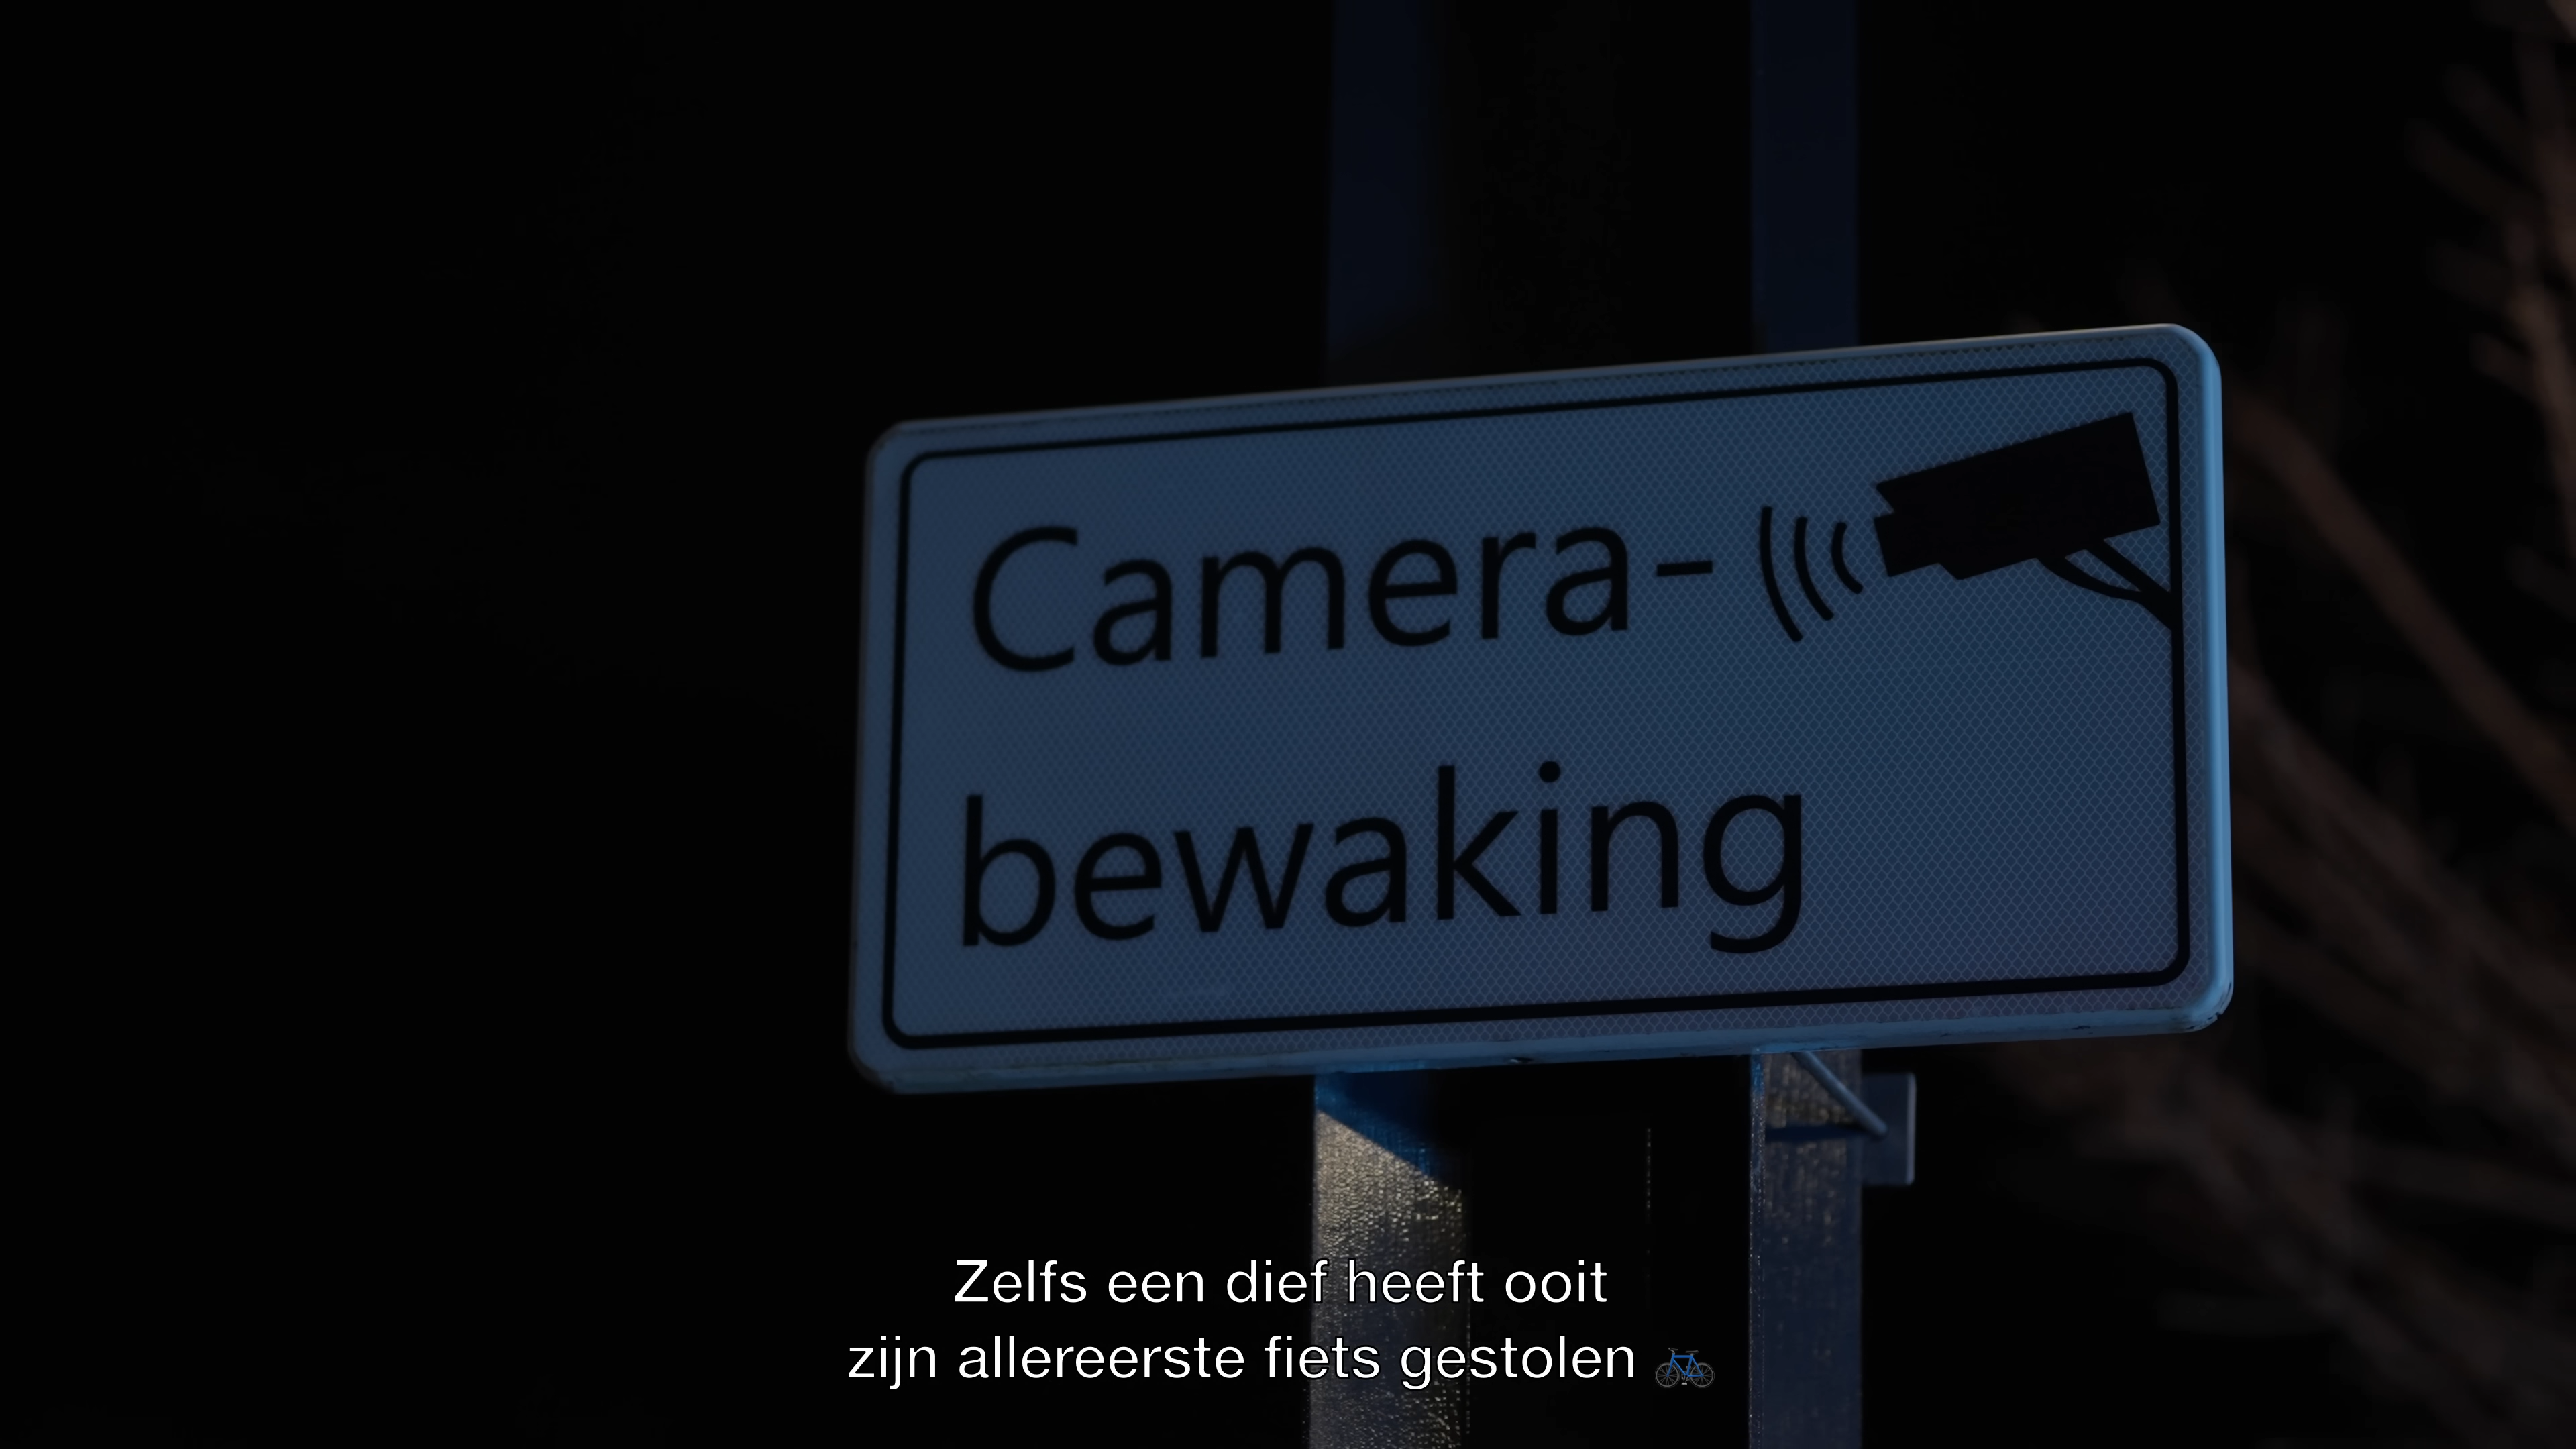 Camera-
bewaking
Zelfs een dief heeft ooit
zijn allereerste fiets gestolen 🚲